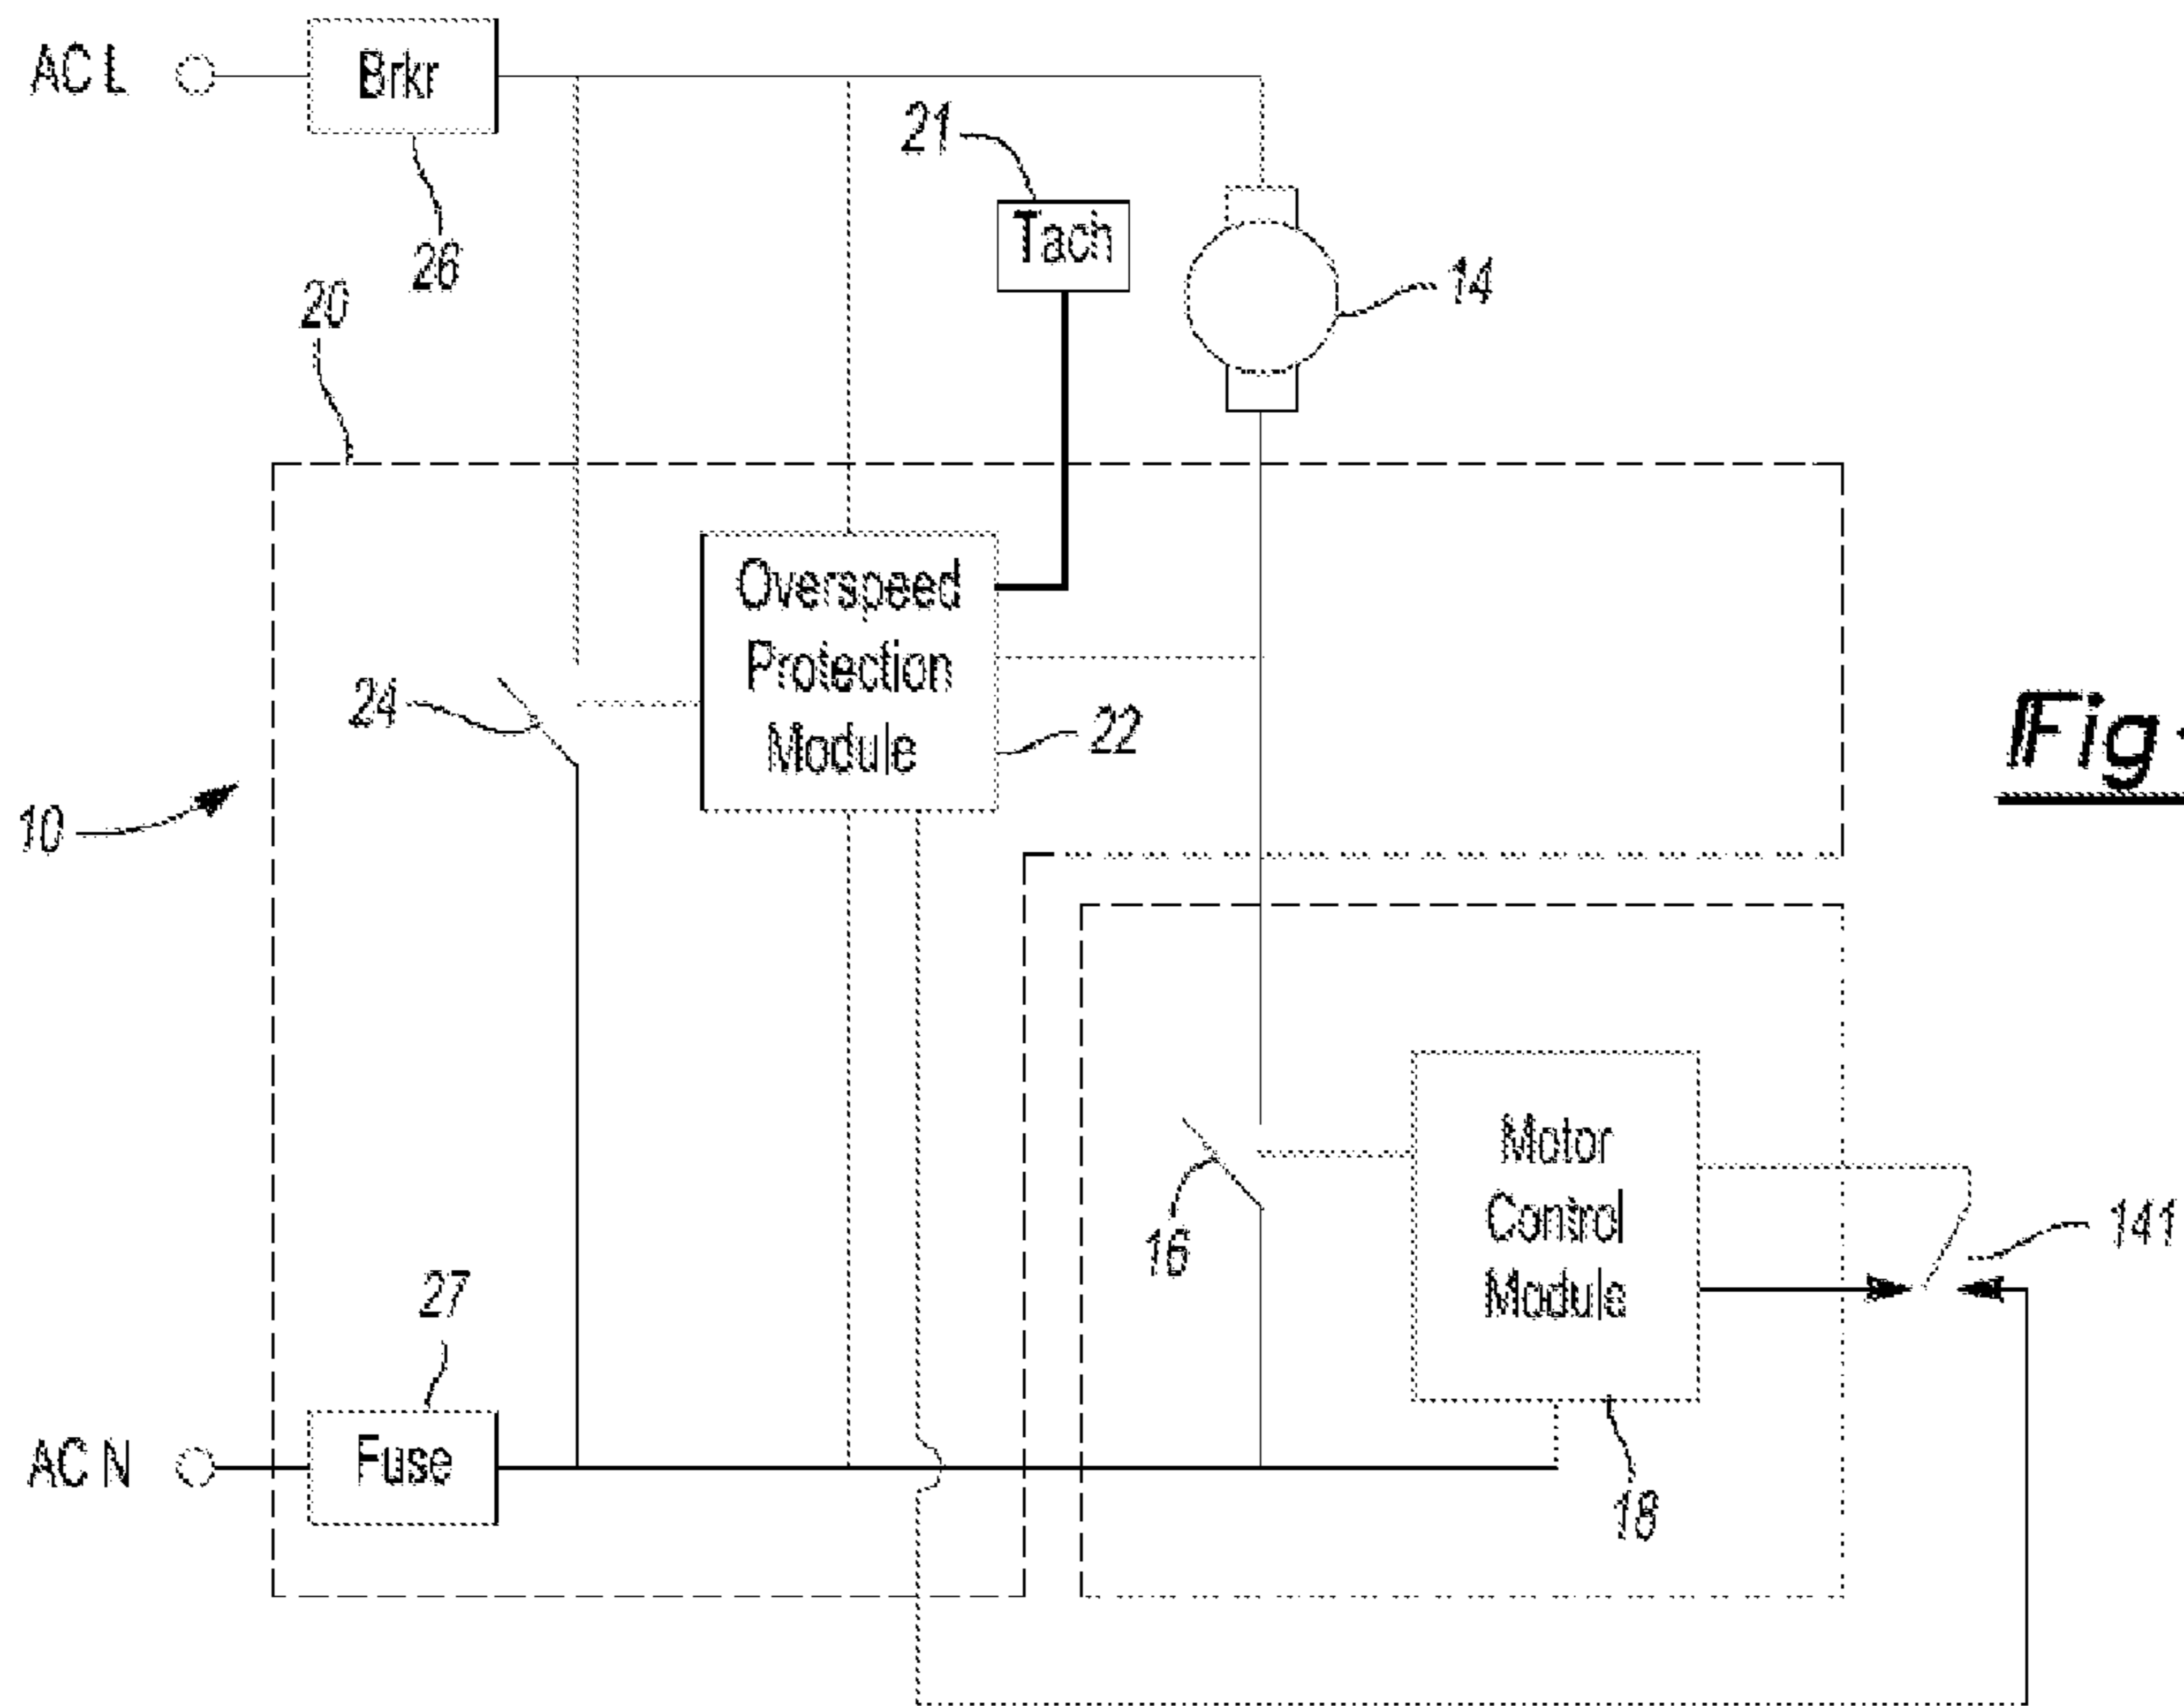 AC L
Brkr
26
21
Tach
14
20
Overspeed
Protection
Module
24
22
10
Fig-
Motor
Control
Module
16
141
27
AC N
Fuse
18